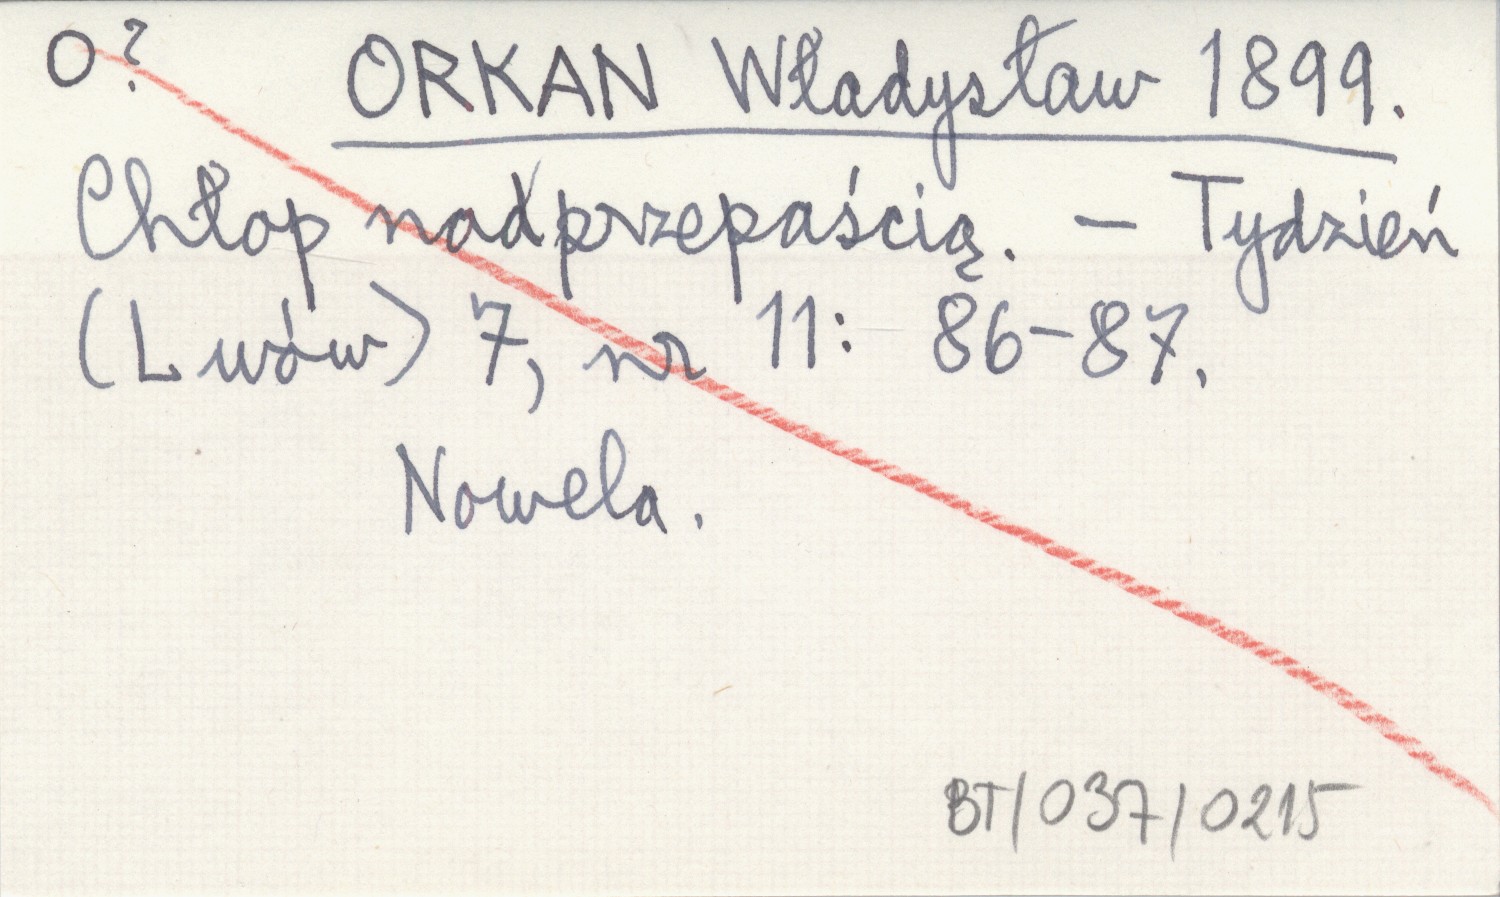 O? ORKAN Władysław 1899.
Chłop nad przepaścią. – Tydzień
(Lwów) 7, nr 11: 86–87.
Nowela.
BT/037/0215